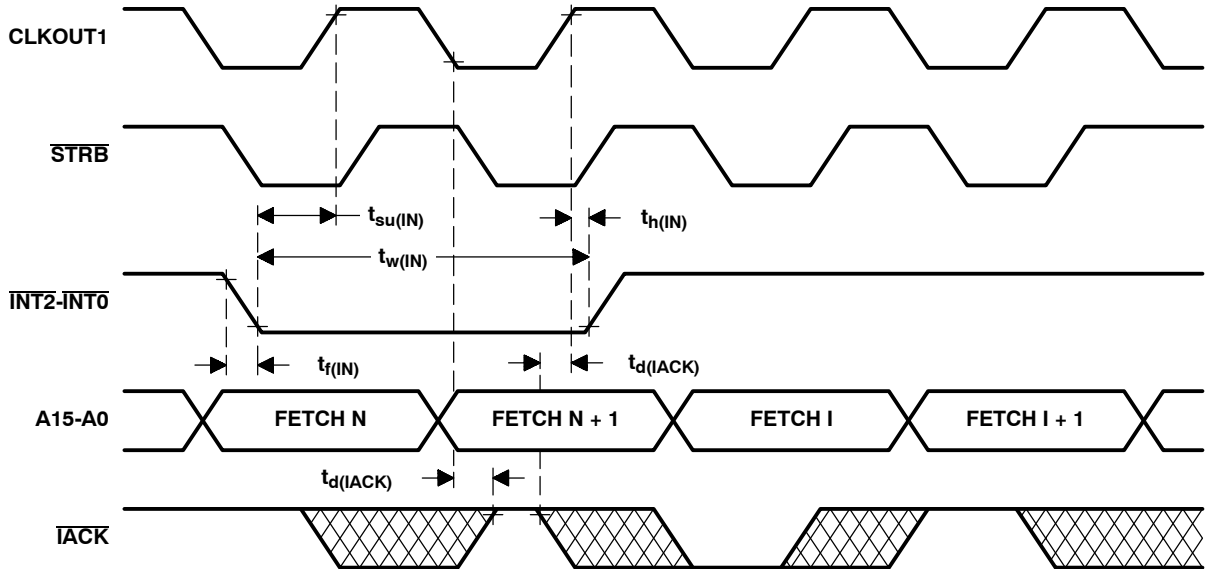 CLKOUT1
STRB
tsu(IN)
th(IN)
tw(IN)
INT2-INT0
tf(IN)
td(IACK)
A15-A0
FETCH N
FETCH N + 1
FETCH I
FETCH I + 1
td(IACK)
IACK